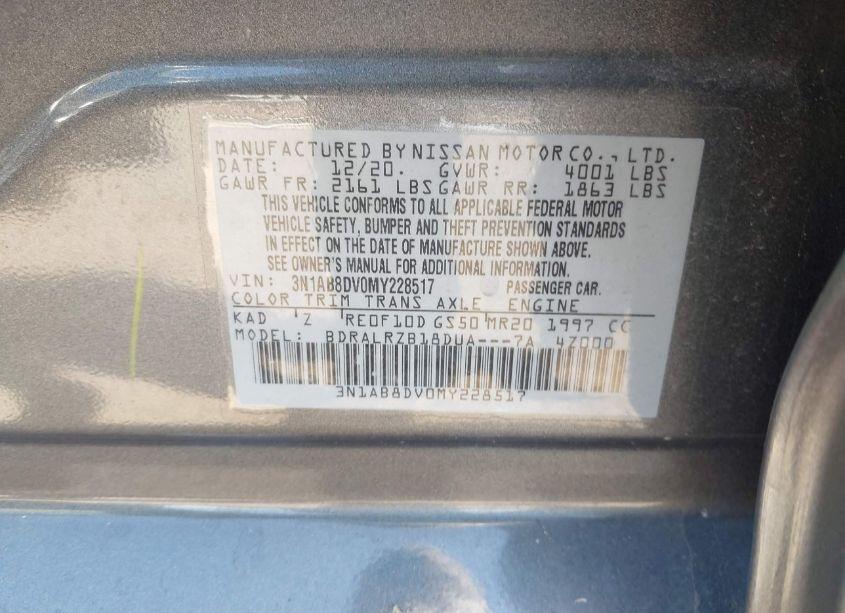 MANUFACTURED BY NISSAN MOTOR CO., LTD.
DATE: 12/20. GVWR: 4001 LBS
GAWR FR: 2161 LBS GAWR RR: 1863 LBS
THIS VEHICLE CONFORMS TO ALL APPLICABLE FEDERAL MOTOR
VEHICLE SAFETY, BUMPER AND THEFT PREVENTION STANDARDS
IN EFFECT ON THE DATE OF MANUFACTURE SHOWN ABOVE.
SEE OWNER'S MANUAL FOR ADDITIONAL INFORMATION.
VIN: 3N1AB8DV0MY228517 PASSENGER CAR.
COLOR TRIM TRANS AXLE ENGINE
KAD Z RE0F10D GS50 MR20 1997 CC
MODEL: BDRALRZB18DUA---7A 4Z000
3N1AB8DV0MY228517